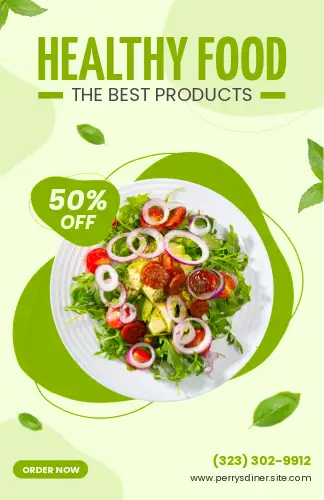 HEALTHY FOOD
THE BEST PRODUCTS
50%
OFF
(323) 302-9912
ORDER NOW
www.perrysdiner.site.com